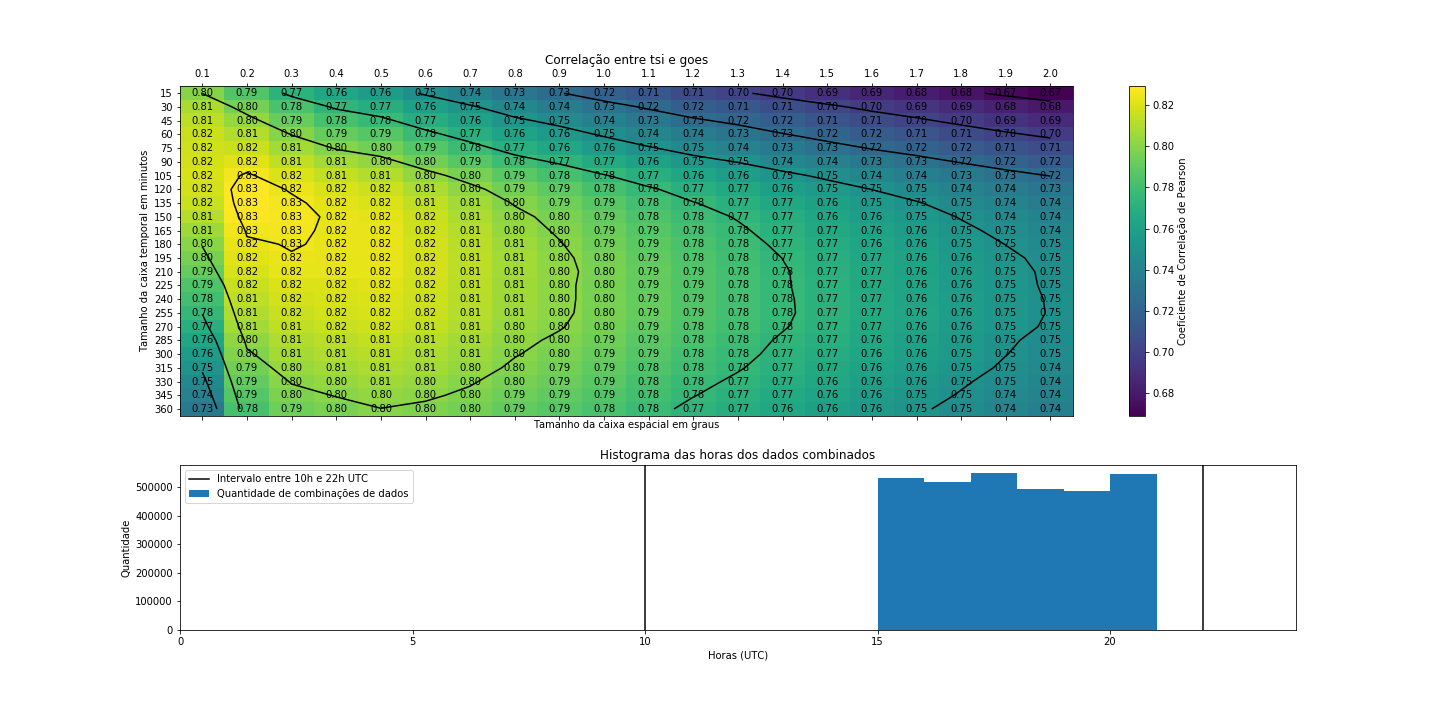 Correlação entre tsi e goes
0.1 0.2 0.3 0.4 0.5 0.6 0.7 0.8 0.9 1.0 1.1 1.2 1.3 1.4 1.5 1.6 1.7 1.8 1.9 2.0
15 0.80 0.79 0.77 0.76 0.76 0.75 0.74 0.73 0.73 0.72 0.71 0.71 0.70 0.70 0.69 0.69 0.68 0.68 0.67 0.67
30 0.81 0.80 0.78 0.77 0.77 0.76 0.75 0.74 0.74 0.73 0.72 0.72 0.71 0.71 0.70 0.70 0.69 0.69 0.68 0.68
45 0.81 0.80 0.79 0.78 0.78 0.77 0.76 0.75 0.75 0.74 0.73 0.73 0.72 0.72 0.71 0.71 0.70 0.70 0.69 0.69
60 0.82 0.81 0.80 0.79 0.79 0.78 0.77 0.76 0.76 0.75 0.74 0.74 0.73 0.73 0.72 0.72 0.71 0.71 0.70 0.70
75 0.82 0.82 0.81 0.80 0.80 0.79 0.78 0.77 0.76 0.76 0.75 0.75 0.74 0.73 0.73 0.72 0.72 0.72 0.71 0.71
90 0.82 0.82 0.81 0.81 0.80 0.80 0.79 0.78 0.77 0.77 0.76 0.75 0.75 0.74 0.74 0.73 0.73 0.72 0.72 0.72
105 0.82 0.83 0.82 0.82 0.81 0.80 0.80 0.79 0.78 0.78 0.77 0.76 0.76 0.75 0.75 0.74 0.74 0.73 0.73 0.72
120 0.82 0.83 0.82 0.82 0.82 0.81 0.80 0.79 0.79 0.78 0.78 0.77 0.77 0.76 0.75 0.75 0.75 0.74 0.74 0.73
135 0.82 0.83 0.83 0.82 0.82 0.81 0.81 0.80 0.79 0.79 0.78 0.78 0.77 0.76 0.76 0.75 0.75 0.75 0.74 0.74
150 0.81 0.83 0.83 0.82 0.82 0.81 0.81 0.80 0.80 0.79 0.78 0.78 0.77 0.77 0.76 0.76 0.75 0.75 0.74 0.74
165 0.81 0.83 0.83 0.82 0.82 0.82 0.81 0.80 0.80 0.79 0.78 0.78 0.78 0.77 0.76 0.76 0.76 0.75 0.75 0.74
180 0.80 0.82 0.83 0.82 0.82 0.82 0.81 0.81 0.80 0.79 0.79 0.78 0.78 0.77 0.77 0.76 0.76 0.75 0.75 0.75
195 0.80 0.82 0.82 0.82 0.82 0.82 0.81 0.81 0.80 0.80 0.79 0.78 0.78 0.77 0.77 0.76 0.76 0.76 0.75 0.75
210 0.79 0.82 0.82 0.82 0.82 0.82 0.81 0.81 0.80 0.80 0.79 0.79 0.78 0.78 0.77 0.77 0.76 0.76 0.75 0.75
225 0.79 0.82 0.82 0.82 0.82 0.82 0.81 0.81 0.80 0.80 0.79 0.79 0.78 0.78 0.77 0.77 0.76 0.76 0.75 0.75
240 0.78 0.81 0.82 0.82 0.82 0.82 0.81 0.81 0.80 0.80 0.79 0.79 0.78 0.78 0.77 0.77 0.76 0.76 0.75 0.75
255 0.78 0.81 0.82 0.82 0.82 0.82 0.81 0.81 0.80 0.80 0.79 0.79 0.78 0.78 0.77 0.77 0.76 0.76 0.75 0.75
270 0.77 0.81 0.81 0.82 0.82 0.81 0.81 0.80 0.80 0.80 0.79 0.78 0.78 0.78 0.77 0.77 0.76 0.76 0.75 0.75
285 0.76 0.80 0.81 0.82 0.82 0.81 0.81 0.80 0.80 0.79 0.79 0.78 0.78 0.77 0.77 0.76 0.76 0.76 0.75 0.75
300 0.76 0.80 0.81 0.81 0.81 0.81 0.81 0.80 0.80 0.79 0.79 0.78 0.78 0.77 0.77 0.76 0.76 0.75 0.75 0.75
315 0.75 0.79 0.80 0.81 0.81 0.81 0.80 0.80 0.79 0.79 0.78 0.78 0.78 0.77 0.77 0.76 0.76 0.75 0.75 0.74
330 0.75 0.79 0.80 0.80 0.81 0.80 0.80 0.80 0.79 0.79 0.78 0.78 0.77 0.77 0.76 0.76 0.76 0.75 0.75 0.74
345 0.74 0.79 0.80 0.80 0.80 0.80 0.80 0.79 0.79 0.78 0.78 0.78 0.77 0.77 0.76 0.76 0.75 0.75 0.74 0.74
360 0.73 0.78 0.79 0.80 0.80 0.80 0.80 0.79 0.79 0.78 0.78 0.77 0.77 0.76 0.76 0.76 0.75 0.75 0.74 0.74
Tamanho da caixa temporal em minutos
Tamanho da caixa espacial em graus
0.82
0.80
0.78
0.76
0.74
0.72
0.70
0.68
Coeficiente de Correlação de Pearson
Histograma das horas dos dados combinados
Intervalo entre 10h e 22h UTC
Quantidade de combinações de dados
500000
400000
300000
200000
100000
0
Quantidade
0 5 10 15 20
Horas (UTC)